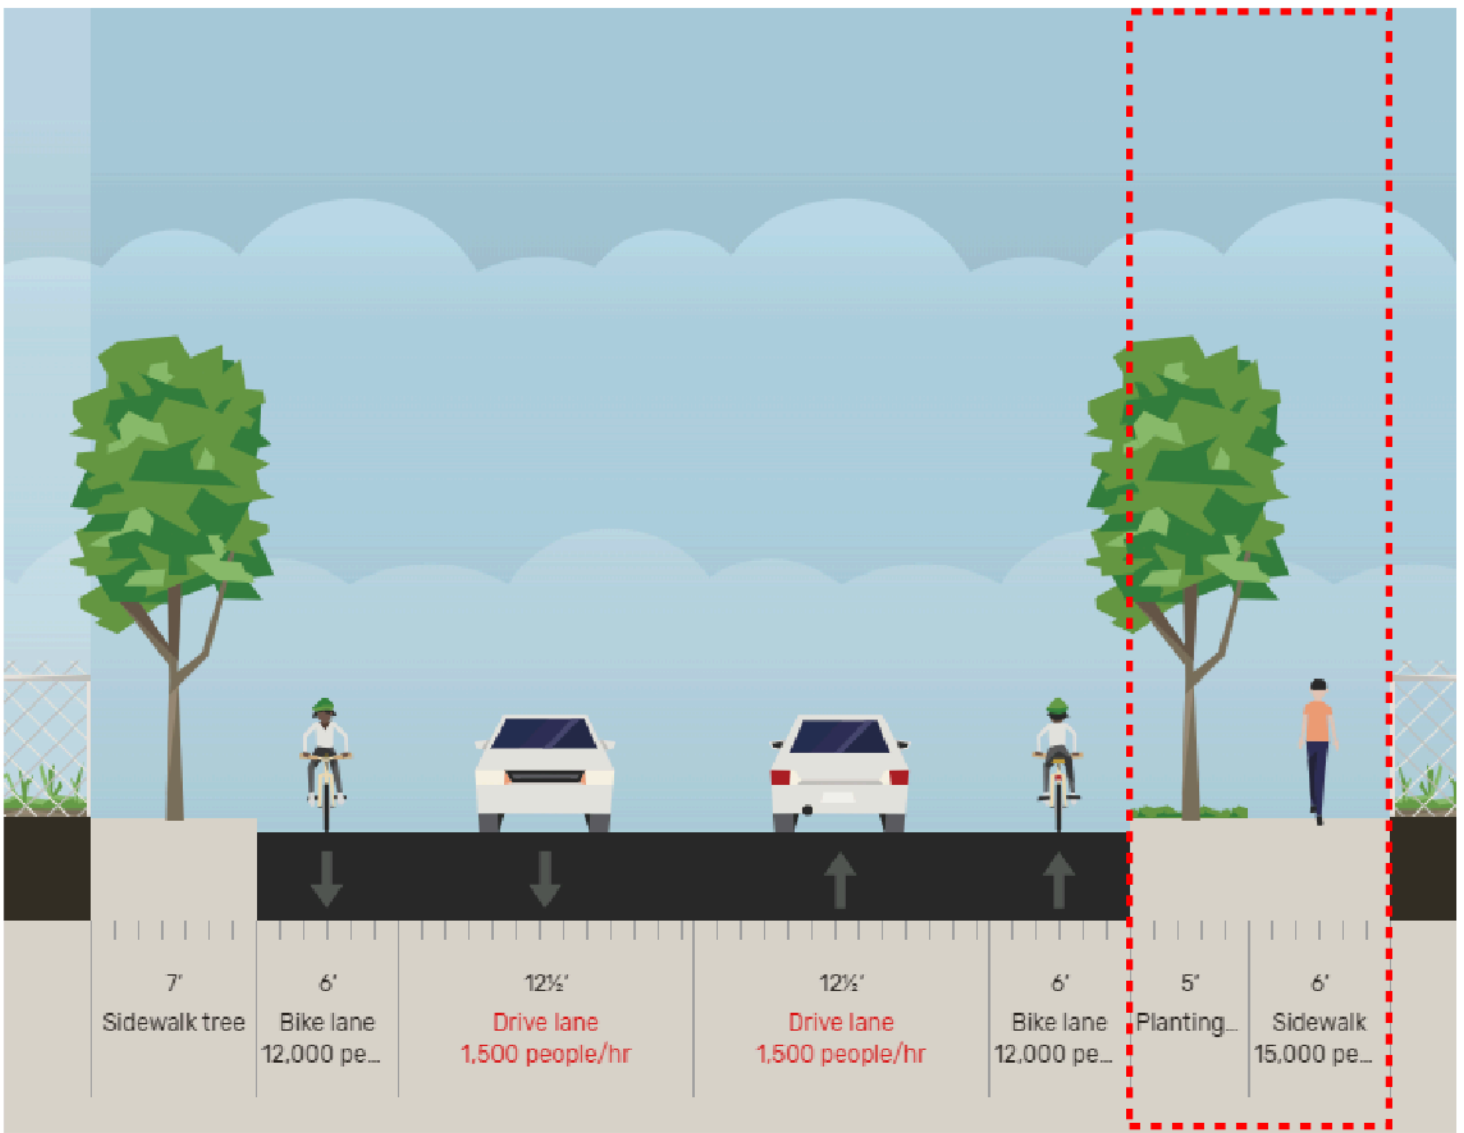 7'
Sidewalk tree
6'
Bike lane
12,000 pe...
12½'
Drive lane
1,500 people/hr
12½'
Drive lane
1,500 people/hr
6'
Bike lane
12,000 pe...
5'
Planting...
6'
Sidewalk
15,000 pe...